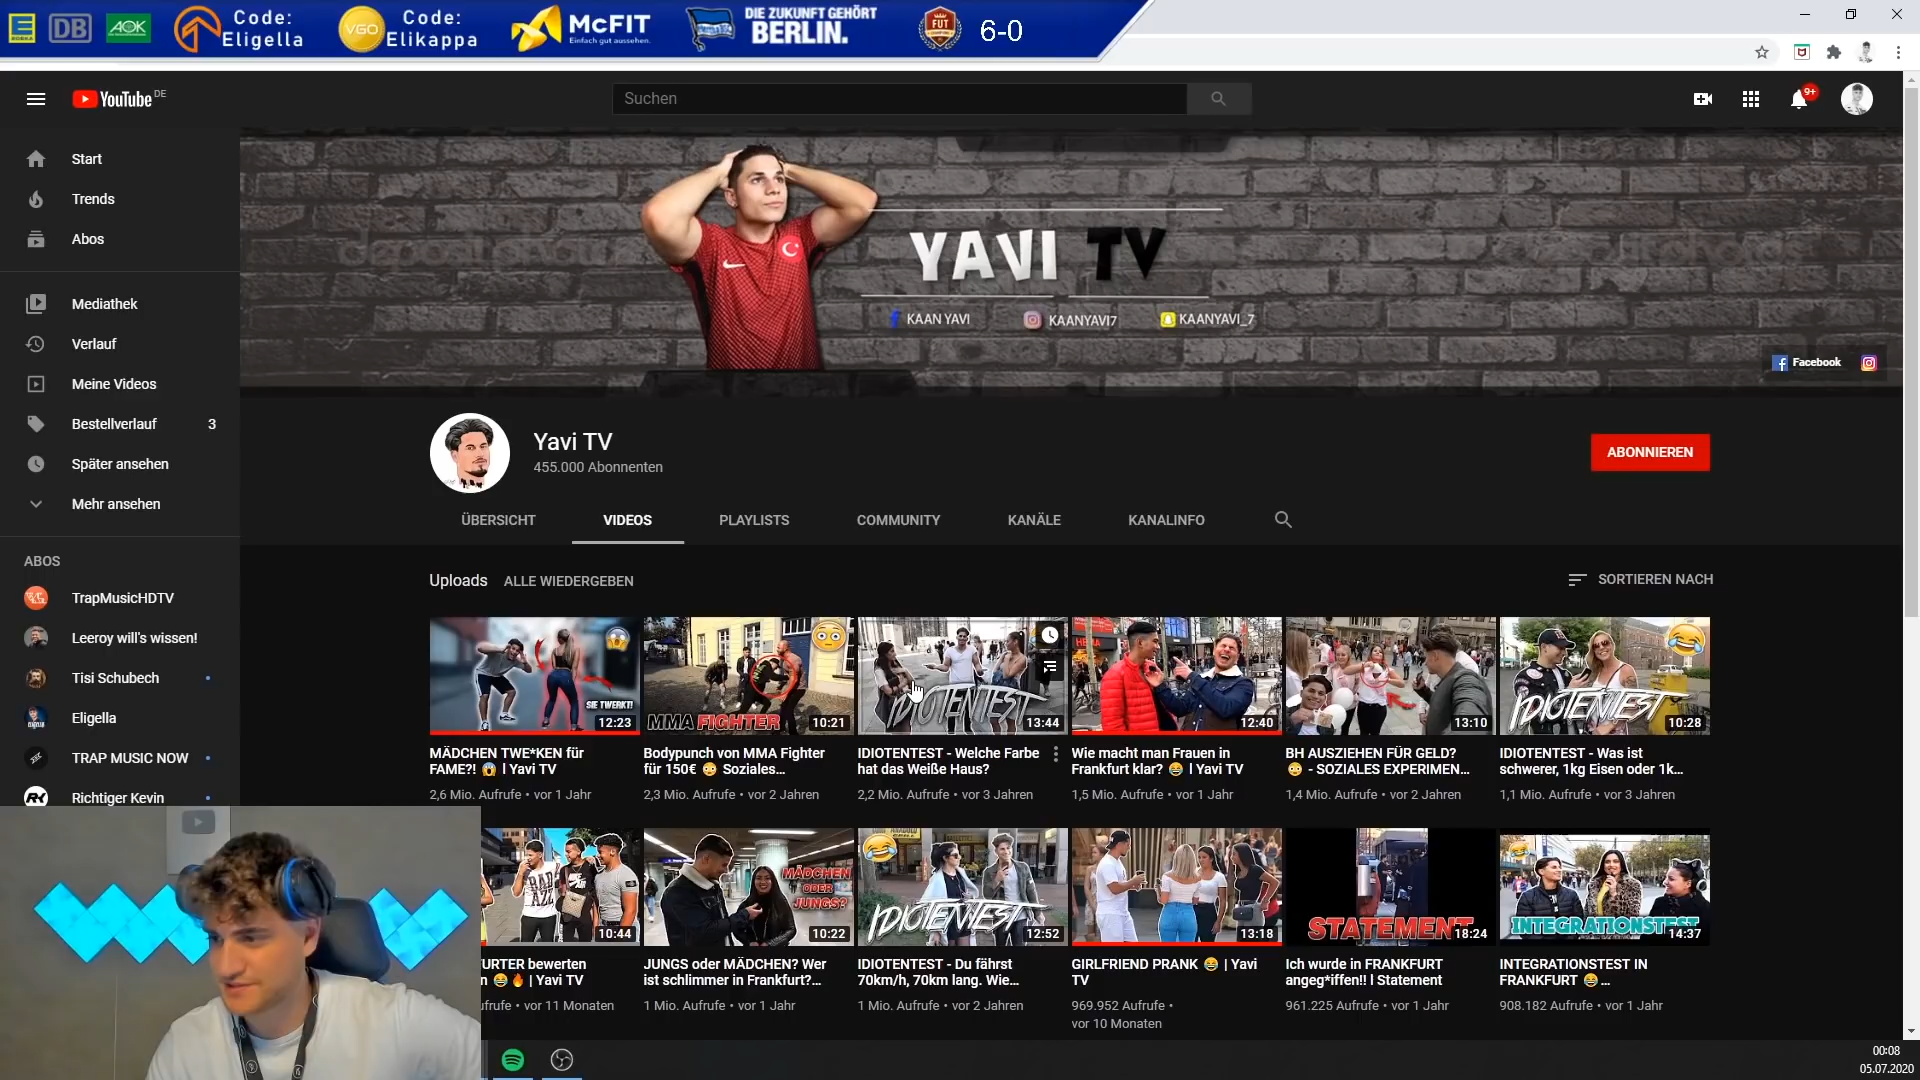 E
EDEKA
DB
AOK
Code:
Eligella
VGO
Code:
Elikappa
McFIT
Einfach gut aussehen.
DIE ZUKUNFT GEHÖRT
BERLIN.
FUT
6-0
YouTube DE
Suchen
9+
Start
Trends
Abos
Mediathek
Verlauf
Meine Videos
Bestellverlauf 3
Später ansehen
Mehr ansehen
ABOS
TrapMusicHDTV
Leeroy will's wissen!
Tisi Schubech
Eligella
TRAP MUSIC NOW
Richtiger Kevin
YAVI TV
KAAN YAVI KAANYAVI7 KAANYAVI_7
Facebook
Yavi TV
455.000 Abonnenten
ABONNIEREN
ÜBERSICHT VIDEOS PLAYLISTS COMMUNITY KANÄLE KANALINFO
Uploads ALLE WIEDERGEBEN
SORTIEREN NACH
SIE TWERKT!
12:23
MÄDCHEN TWE*KEN für
FAME?! 😱 l Yavi TV
2,6 Mio. Aufrufe • vor 1 Jahr
MMA FIGHTER
10:21
Bodypunch von MMA Fighter
für 150€ 😳 Soziales...
2,3 Mio. Aufrufe • vor 2 Jahren
IDIOTENTEST
13:44
IDIOTENTEST - Welche Farbe
hat das Weiße Haus?
2,2 Mio. Aufrufe • vor 3 Jahren
12:40
Wie macht man Frauen in
Frankfurt klar? 😂 l Yavi TV
1,5 Mio. Aufrufe • vor 1 Jahr
13:10
BH AUSZIEHEN FÜR GELD?
😳 - SOZIALES EXPERIMEN...
1,4 Mio. Aufrufe • vor 2 Jahren
IDIOTENTEST
10:28
IDIOTENTEST - Was ist
schwerer, 1kg Eisen oder 1k...
1,1 Mio. Aufrufe • vor 3 Jahren
10:44
URTER bewerten
n 😂🔥 | Yavi TV
ufrufe • vor 11 Monaten
MÄDCHEN
ODER
JUNGS?
10:22
JUNGS oder MÄDCHEN? Wer
ist schlimmer in Frankfurt?...
1 Mio. Aufrufe • vor 1 Jahr
IDIOTENTEST
12:52
IDIOTENTEST - Du fährst
70km/h, 70km lang. Wie...
1 Mio. Aufrufe • vor 2 Jahren
13:18
GIRLFRIEND PRANK 😂 | Yavi
TV
969.952 Aufrufe •
vor 10 Monaten
STATEMENT
18:24
Ich wurde in FRANKFURT
angeg*iffen!! l Statement
961.225 Aufrufe • vor 1 Jahr
INTEGRATIONSTEST
14:37
INTEGRATIONSTEST IN
FRANKFURT 😂...
908.182 Aufrufe • vor 1 Jahr
00:08
05.07.2020